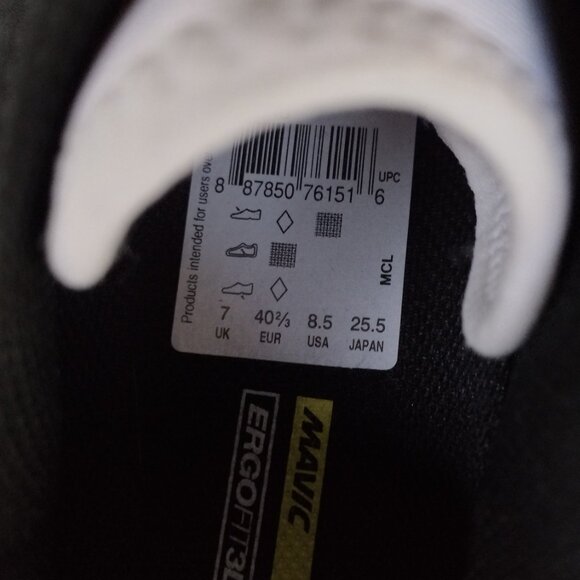 8 87850 76151 6
UPC
Products intended for users
MCL
7 40⅔ 8.5 25.5
UK EUR USA JAPAN
MAVIC
ERGOFIT3D